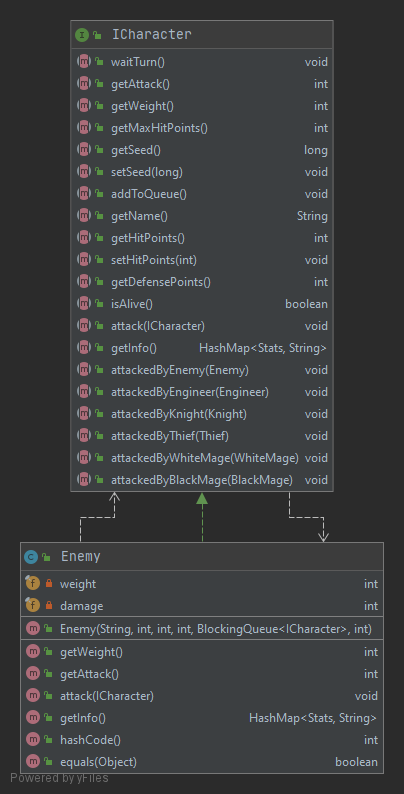 ICharacter
waitTurn() void
getAttack() int
getWeight() int
getMaxHitPoints() int
getSeed() long
setSeed(long) void
addToQueue() void
getName() String
getHitPoints() int
setHitPoints(int) void
getDefensePoints() int
isAlive() boolean
attack(ICharacter) void
getInfo() HashMap<Stats, String>
attackedByEnemy(Enemy) void
attackedByEngineer(Engineer) void
attackedByKnight(Knight) void
attackedByThief(Thief) void
attackedByWhiteMage(WhiteMage) void
attackedByBlackMage(BlackMage) void
Enemy
weight int
damage int
Enemy(String, int, int, int, BlockingQueue<ICharacter>, int)
getWeight() int
getAttack() int
attack(ICharacter) void
getInfo() HashMap<Stats, String>
hashCode() int
equals(Object) boolean
Powered by yFiles